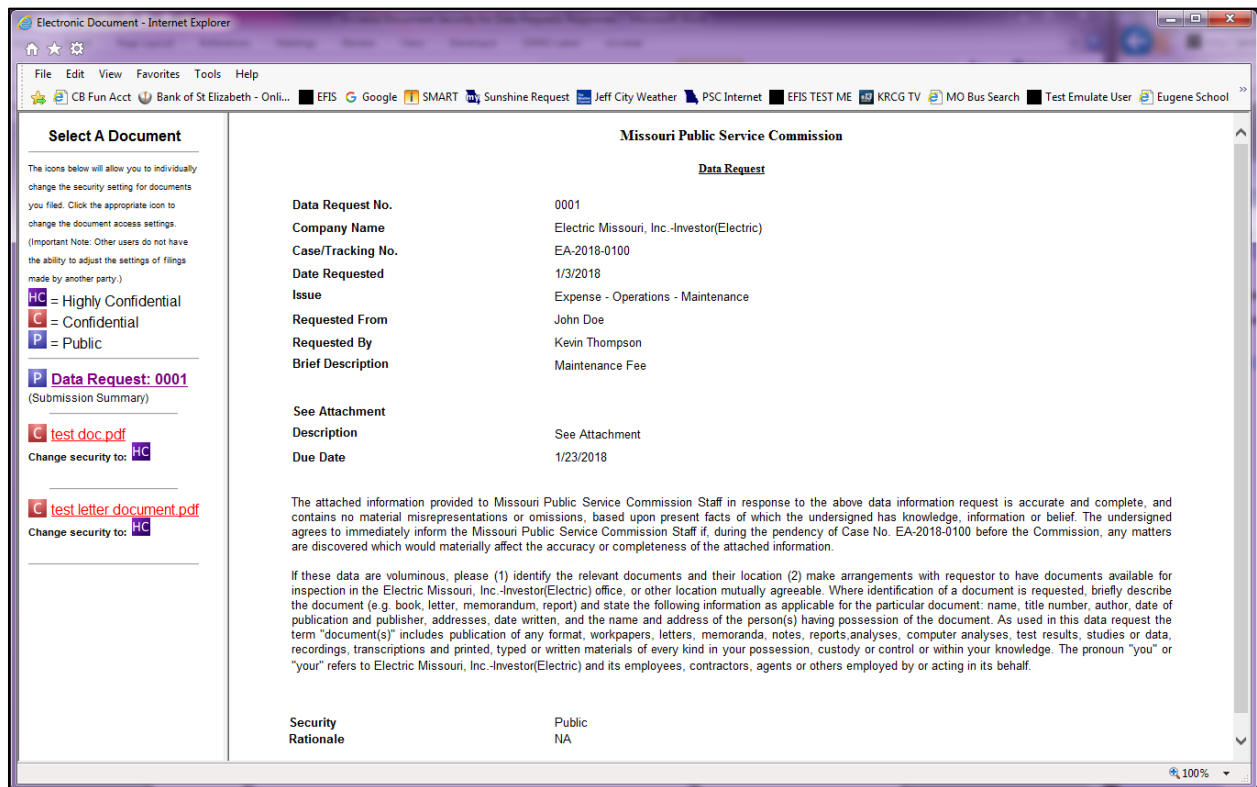 Electronic Document - Internet Explorer
File Edit View Favorites Tools Help
CB Fun Acct Bank of St Elizabeth - Onli... EFIS G Google SMART Sunshine Request Jeff City Weather PSC Internet EFIS TEST ME KRCG TV MO Bus Search Test Emulate User Eugene School »
Select A Document
The icons below will allow you to individually
change the security setting for documents
you filed. Click the appropriate icon to
change the document access settings.
(Important Note: Other users do not have
the ability to adjust the settings of filings
made by another party.)
HC = Highly Confidential
C = Confidential
P = Public
P Data Request: 0001
(Submission Summary)
C test doc.pdf
Change security to: HC
C test letter document.pdf
Change security to: HC
Missouri Public Service Commission
Data Request
Data Request No. 0001
Company Name Electric Missouri, Inc.-Investor(Electric)
Case/Tracking No. EA-2018-0100
Date Requested 1/3/2018
Issue Expense - Operations - Maintenance
Requested From John Doe
Requested By Kevin Thompson
Brief Description Maintenance Fee
See Attachment
Description See Attachment
Due Date 1/23/2018
The attached information provided to Missouri Public Service Commission Staff in response to the above data information request is accurate and complete, and
contains no material misrepresentations or omissions, based upon present facts of which the undersigned has knowledge, information or belief. The undersigned
agrees to immediately inform the Missouri Public Service Commission Staff if, during the pendency of Case No. EA-2018-0100 before the Commission, any matters
are discovered which would materially affect the accuracy or completeness of the attached information.
If these data are voluminous, please (1) identify the relevant documents and their location (2) make arrangements with requestor to have documents available for
inspection in the Electric Missouri, Inc.-Investor(Electric) office, or other location mutually agreeable. Where identification of a document is requested, briefly describe
the document (e.g. book, letter, memorandum, report) and state the following information as applicable for the particular document: name, title number, author, date of
publication and publisher, addresses, date written, and the name and address of the person(s) having possession of the document. As used in this data request the
term "document(s)" includes publication of any format, workpapers, letters, memoranda, notes, reports,analyses, computer analyses, test results, studies or data,
recordings, transcriptions and printed, typed or written materials of every kind in your possession, custody or control or within your knowledge. The pronoun "you" or
"your" refers to Electric Missouri, Inc.-Investor(Electric) and its employees, contractors, agents or others employed by or acting in its behalf.
Security Public
Rationale NA
100%